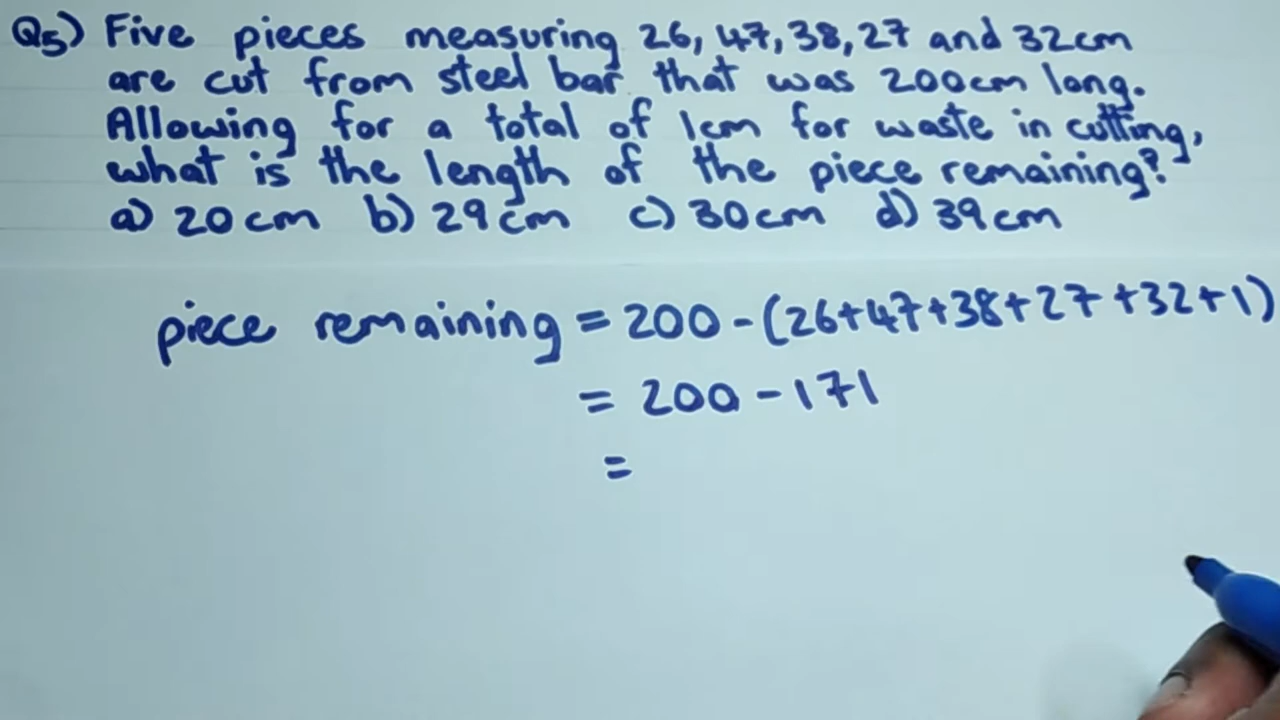 Q5) Five pieces measuring 26, 47, 38, 27 and 32cm
are cut from steel bar that was 200cm long.
Allowing for a total of 1cm for waste in cutting,
what is the length of the piece remaining?
a) 20cm b) 29cm c) 30cm d) 39cm
piece remaining = 200 - (26+47+38+27+32+1)
= 200 - 171
=